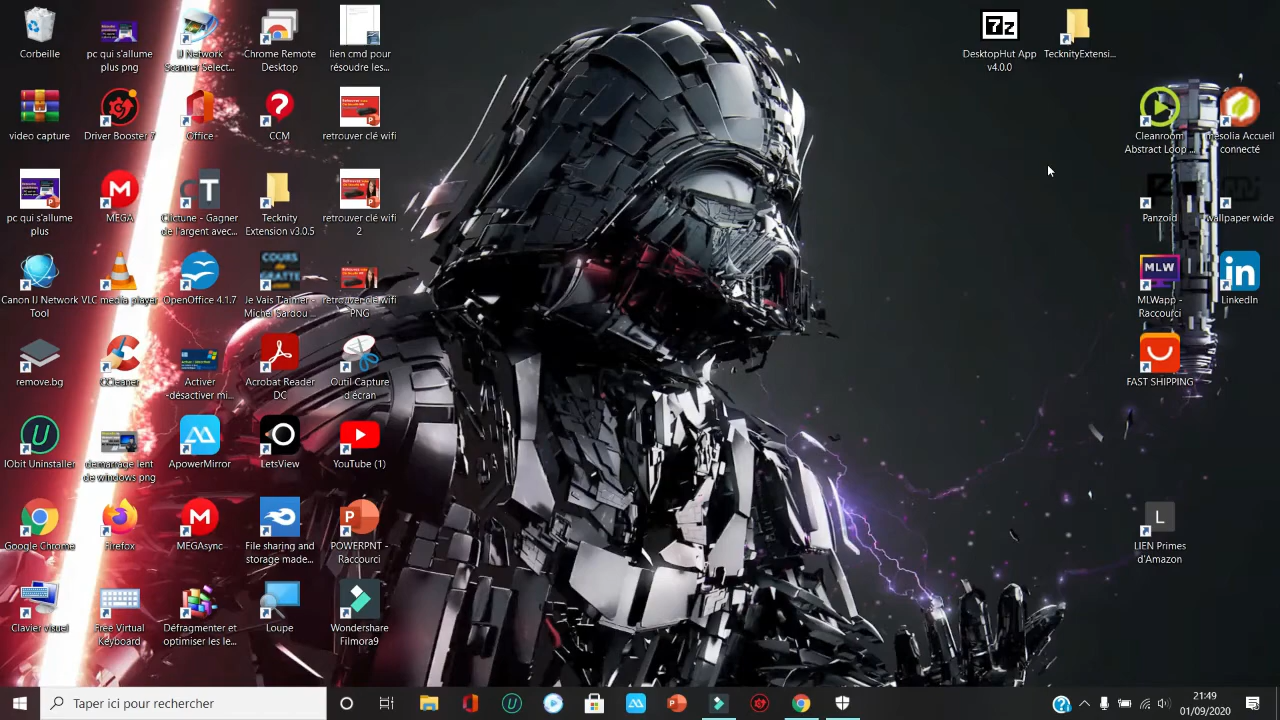 Corbeille
pc qui s'allume
plus png
IJ Network
Scanner Select...
Chrome Remote
Desktop
lien cmd pour
résoudre les...
DesktopHut App
v4.0.0
TecknityExtensi...
video capture
Driver Booster 7
Office
CCM
retrouver clé wifi
Cleanroom
Abstract Loop ...
mesolia Accueil
connecté
pc qui s'allume
plus
MEGA
Clictune - Gagner
de l'argent avec...
Tecknity
Extension v3.0.5
retrouver clé wifi
2
Panzoid
Wallpaper wide
Canon IJ Network
Tool
VLC media player
OpenOffice 4.1.7
Je Vais T'aimer -
Michel Sardou ...
retrouver clé wifi
PNG
MLW
MLWapp -
Raccourci
LinkedIn
remove.bg
CCleaner
Activer
-désactiver mi...
Acrobat Reader
DC
Outil Capture
d'écran
FAST SHIPPING
IObit Uninstaller
demarrage lent
de windows png
ApowerMirror
LetsView
YouTube (1)
Google Chrome
Firefox
MEGAsync
File sharing and
storage made...
POWERPNT -
Raccourci
L
LIEN Primes
d'Amazon
Clavier visuel
Free Virtual
Keyboard
Défragmenter et
optimiser les le...
Loupe
Wondershare
Filmora9
Taper ici pour rechercher
21:49
01/09/2020